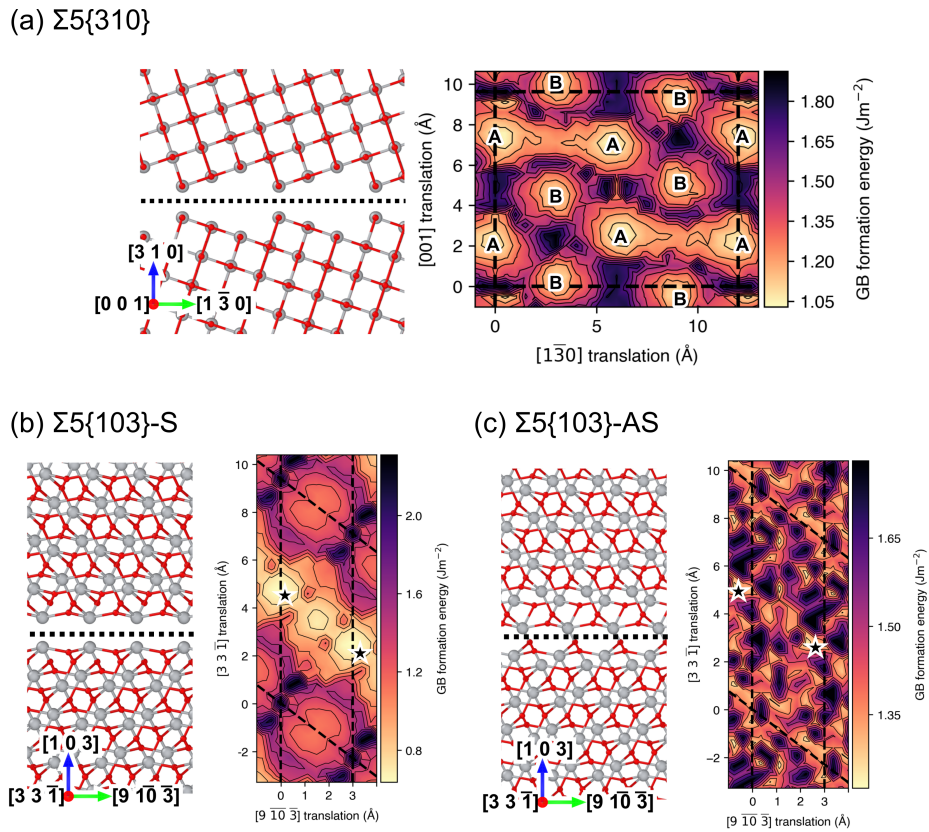 (a) Σ5{310}
[3 1 0]
[0 0 1]
[1 3̅ 0]
[001] translation (Å)
10
8
6
4
2
0
B
B
A
A
A
B
B
A
A
A
B
B
0
5
10
[13̅0] translation (Å)
1.80
1.65
1.50
1.35
1.20
1.05
GB formation energy (Jm⁻²)
(b) Σ5{103}-S
[1 0 3]
[3 3 1̅]
[9 1̅0̅ 3̅]
[3 3 1̅] translation (Å)
10
8
6
4
2
0
−2
0
1
2
3
4
[9 1̅0̅ 3̅] translation (Å)
2.0
1.6
1.2
0.8
GB formation energy (Jm⁻²)
(c) Σ5{103}-AS
[1 0 3]
[3 3 1̅]
[9 1̅0̅ 3̅]
[3 3 1̅] translation (Å)
10
8
6
4
2
0
−2
0
1
2
3
4
[9 1̅0̅ 3̅] translation (Å)
1.65
1.50
1.35
GB formation energy (Jm⁻²)